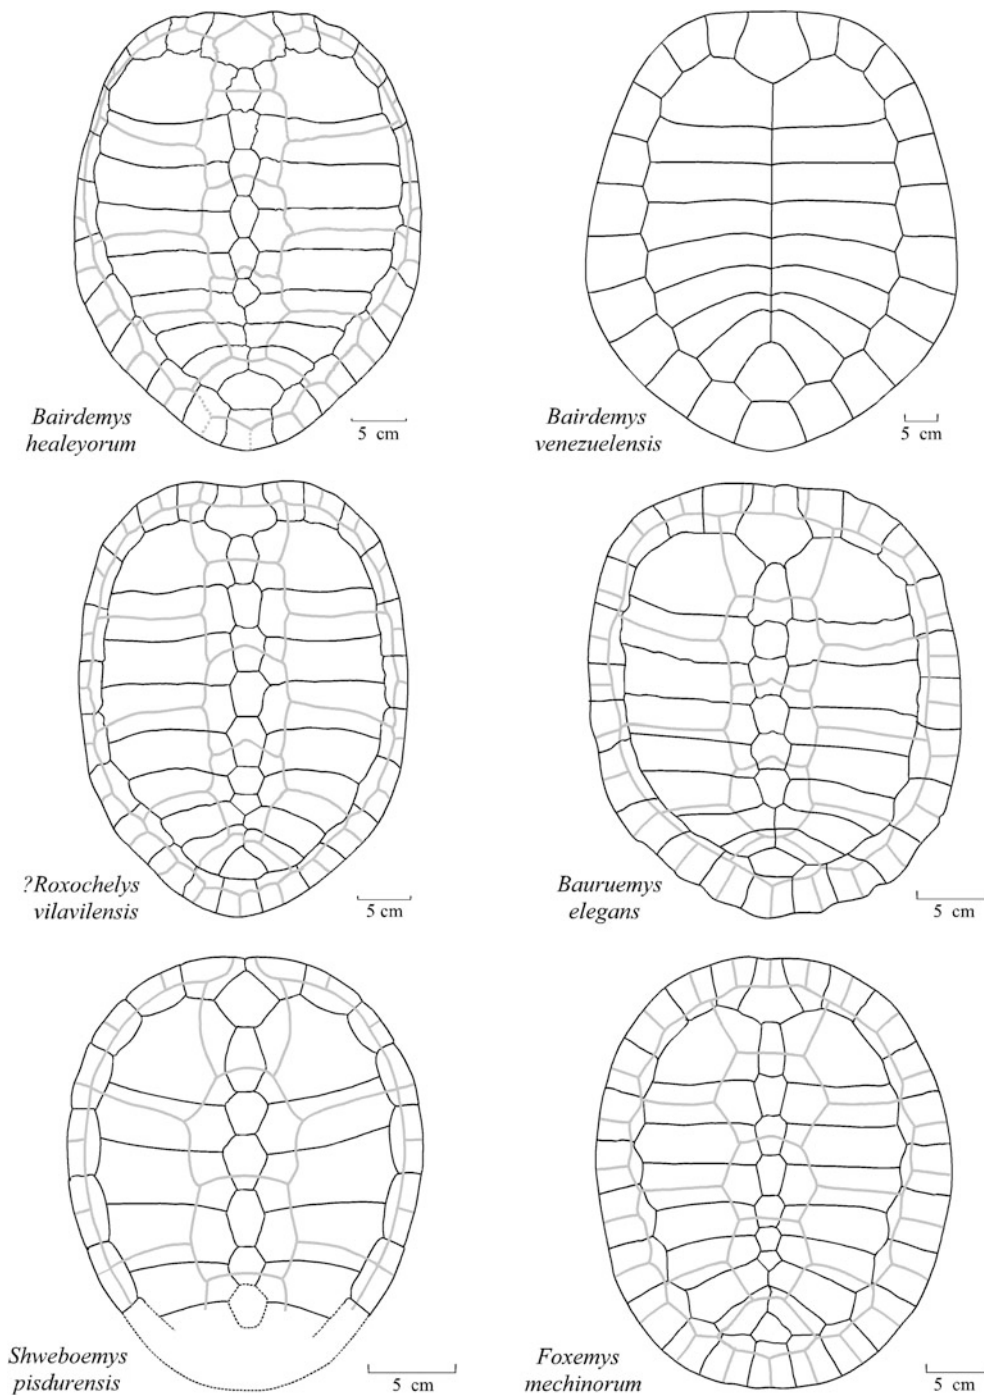 Bairdemys
healeyorum
5 cm
Bairdemys
venezuelensis
5 cm
?Roxochelys
vilavilensis
5 cm
Bauruemys
elegans
5 cm
Shweboemys
pisdurensis
5 cm
Foxemys
mechinorum
5 cm